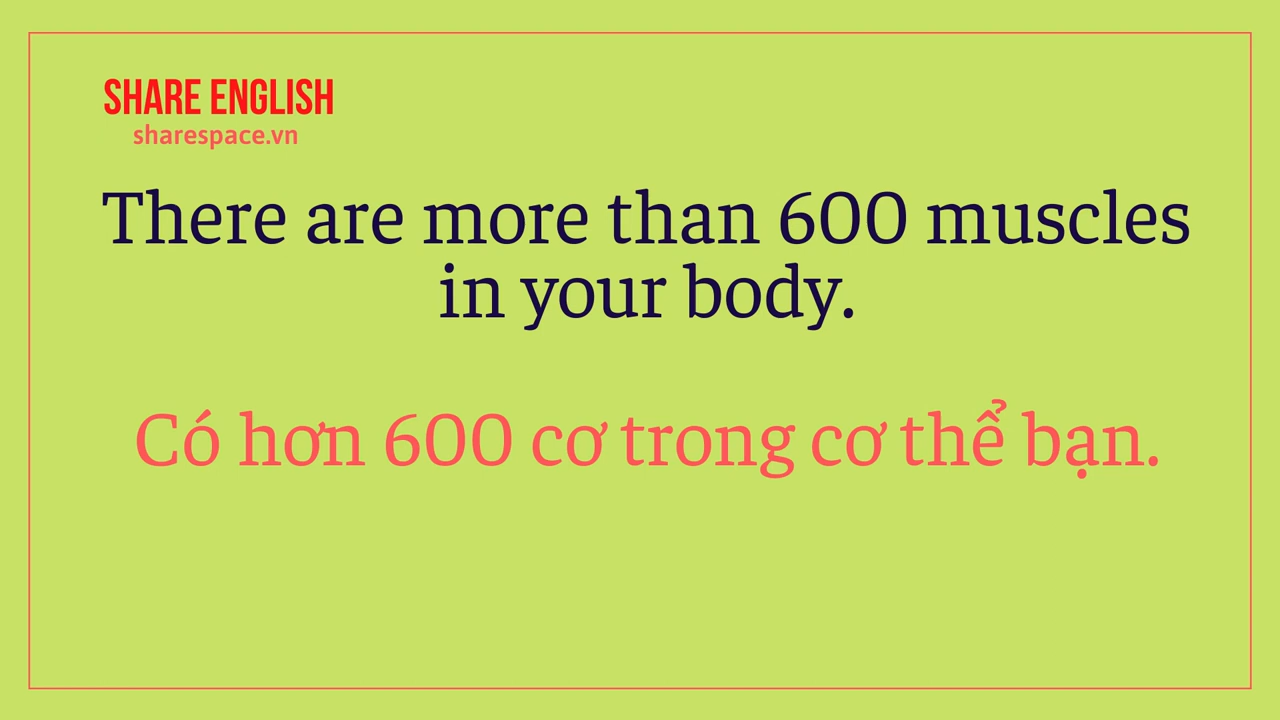 SHARE ENGLISH
sharespace.vn
There are more than 600 muscles
in your body.
Có hơn 600 cơ trong cơ thể bạn.